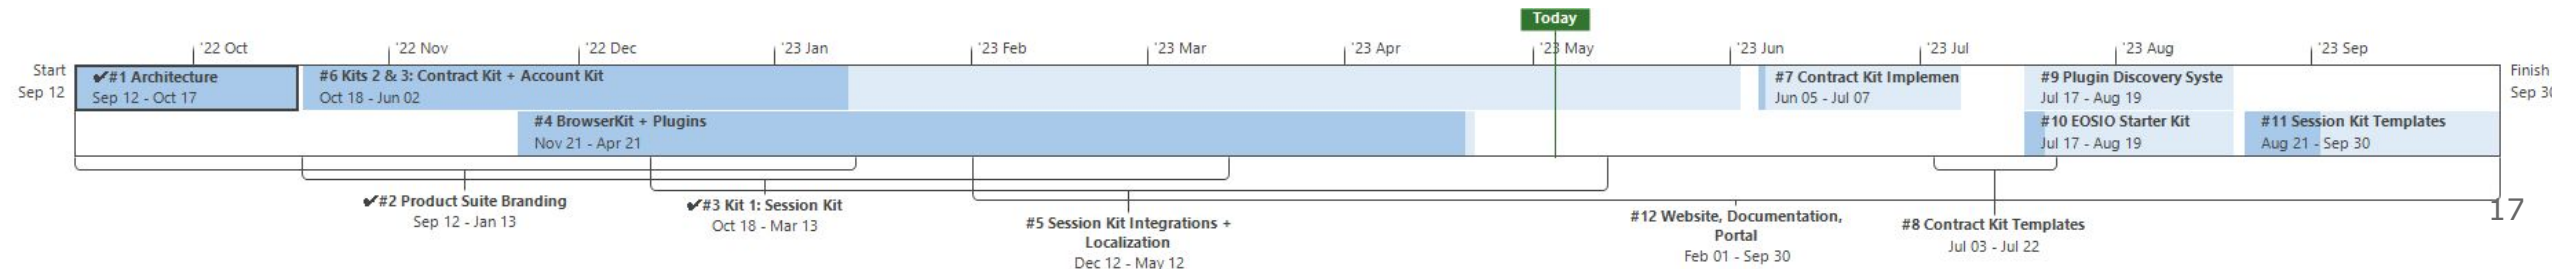 Today
'22 Oct
'22 Nov
'22 Dec
'23 Jan
'23 Feb
'23 Mar
'23 Apr
'23 May
'23 Jun
'23 Jul
'23 Aug
'23 Sep
Start
Sep 12
✔#1 Architecture
Sep 12 - Oct 17
#6 Kits 2 & 3: Contract Kit + Account Kit
Oct 18 - Jun 02
#7 Contract Kit Implemen
Jun 05 - Jul 07
#9 Plugin Discovery Syste
Jul 17 - Aug 19
Finish
Sep 30
#4 BrowserKit + Plugins
Nov 21 - Apr 21
#10 EOSIO Starter Kit
Jul 17 - Aug 19
#11 Session Kit Templates
Aug 21 - Sep 30
✔#2 Product Suite Branding
Sep 12 - Jan 13
✔#3 Kit 1: Session Kit
Oct 18 - Mar 13
#5 Session Kit Integrations +
Localization
Dec 12 - May 12
#12 Website, Documentation,
Portal
Feb 01 - Sep 30
#8 Contract Kit Templates
Jul 03 - Jul 22
17